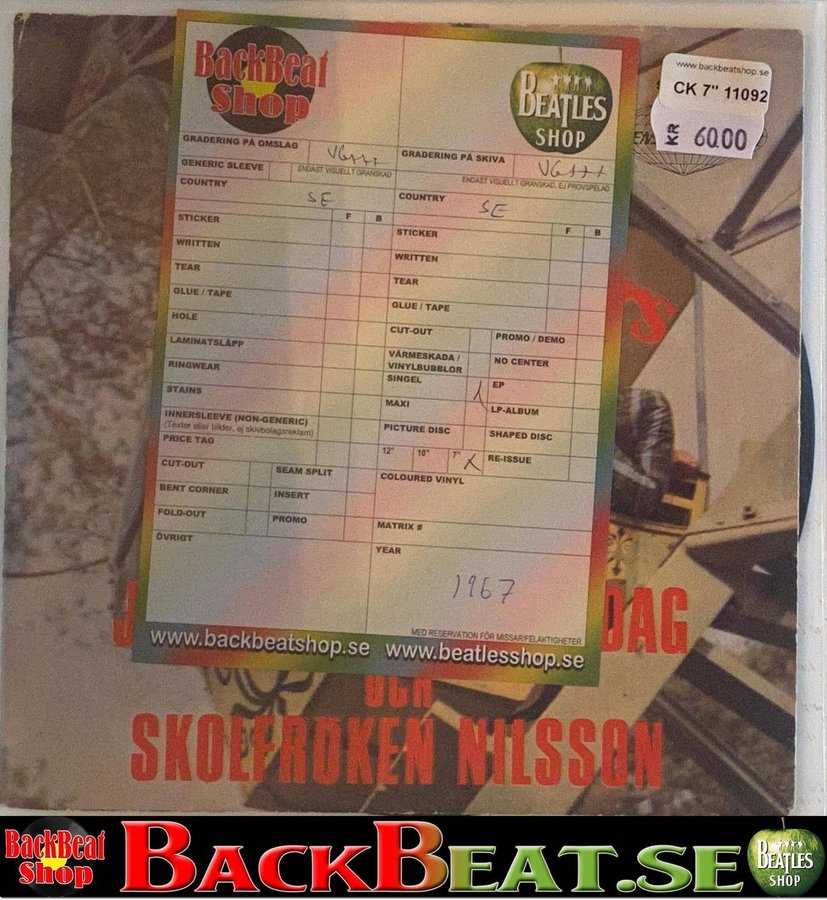 BackBeat
Shop
BEATLES
SHOP
www.backbeatshop.se
CK 7" 11092
KR 6000
GRADERING PÅ OMSLAG VG+++
ENDAST VISUELLT GRANSKAD
GRADERING PÅ SKIVA VG+++
ENDAST VISUELLT GRANSKAD, EJ PROVSPELAD
GENERIC SLEEVE
COUNTRY SE
COUNTRY SE
STICKER F B
WRITTEN
TEAR
GLUE / TAPE
HOLE
LAMINATSLÄPP
RINGWEAR
STAINS
INNERSLEEVE (NON-GENERIC)
(Texter eller bilder, ej skivbolagsreklam)
PRICE TAG
CUT-OUT
SEAM SPLIT
BENT CORNER
INSERT
FOLD-OUT
PROMO
ÖVRIGT
STICKER F B
WRITTEN
TEAR
GLUE / TAPE
CUT-OUT
PROMO / DEMO
VÄRMESKADA /
VINYLBUBBLOR
NO CENTER
SINGEL
EP
MAXI
LP-ALBUM
PICTURE DISC
SHAPED DISC
12" 10" 7" X
RE-ISSUE
COLOURED VINYL
MATRIX #
YEAR
1967
MED RESERVATION FÖR MISSAR/FELAKTIGHETER
www.backbeatshop.se www.beatlesshop.se
J DAG
OCH
SKOLFRÖKEN NILSSON
BackBeat
Shop
BACKBEAT.SE
BEATLES
SHOP